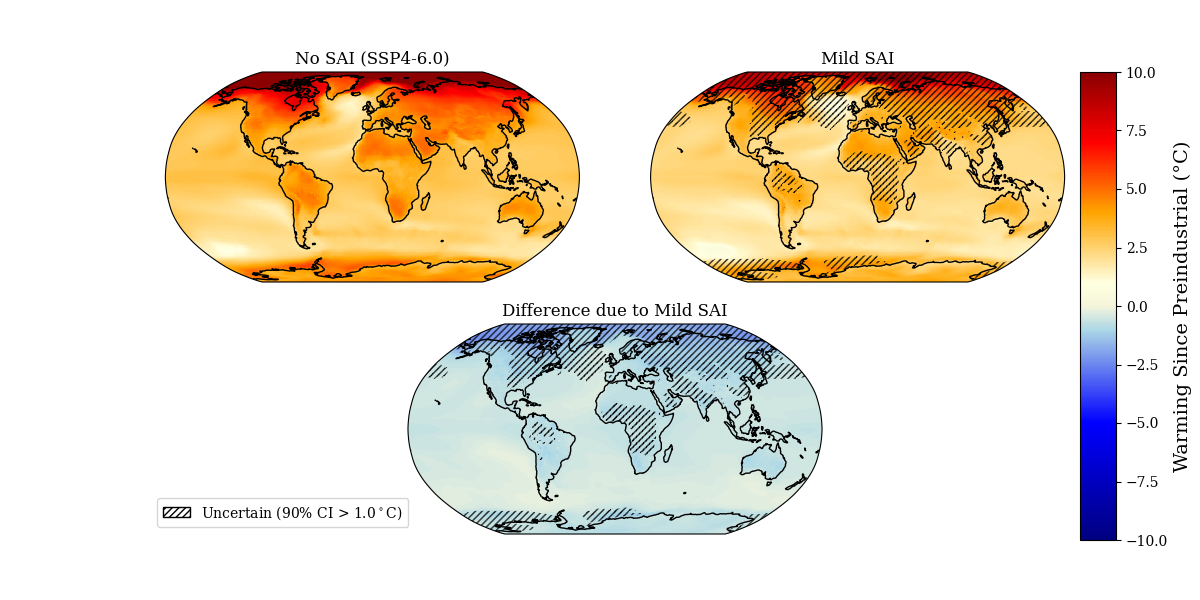 No SAI (SSP4-6.0)
Mild SAI
Difference due to Mild SAI
Uncertain (90% CI > 1.0°C)
10.0
7.5
5.0
2.5
0.0
−2.5
−5.0
−7.5
−10.0
Warming Since Preindustrial (°C)